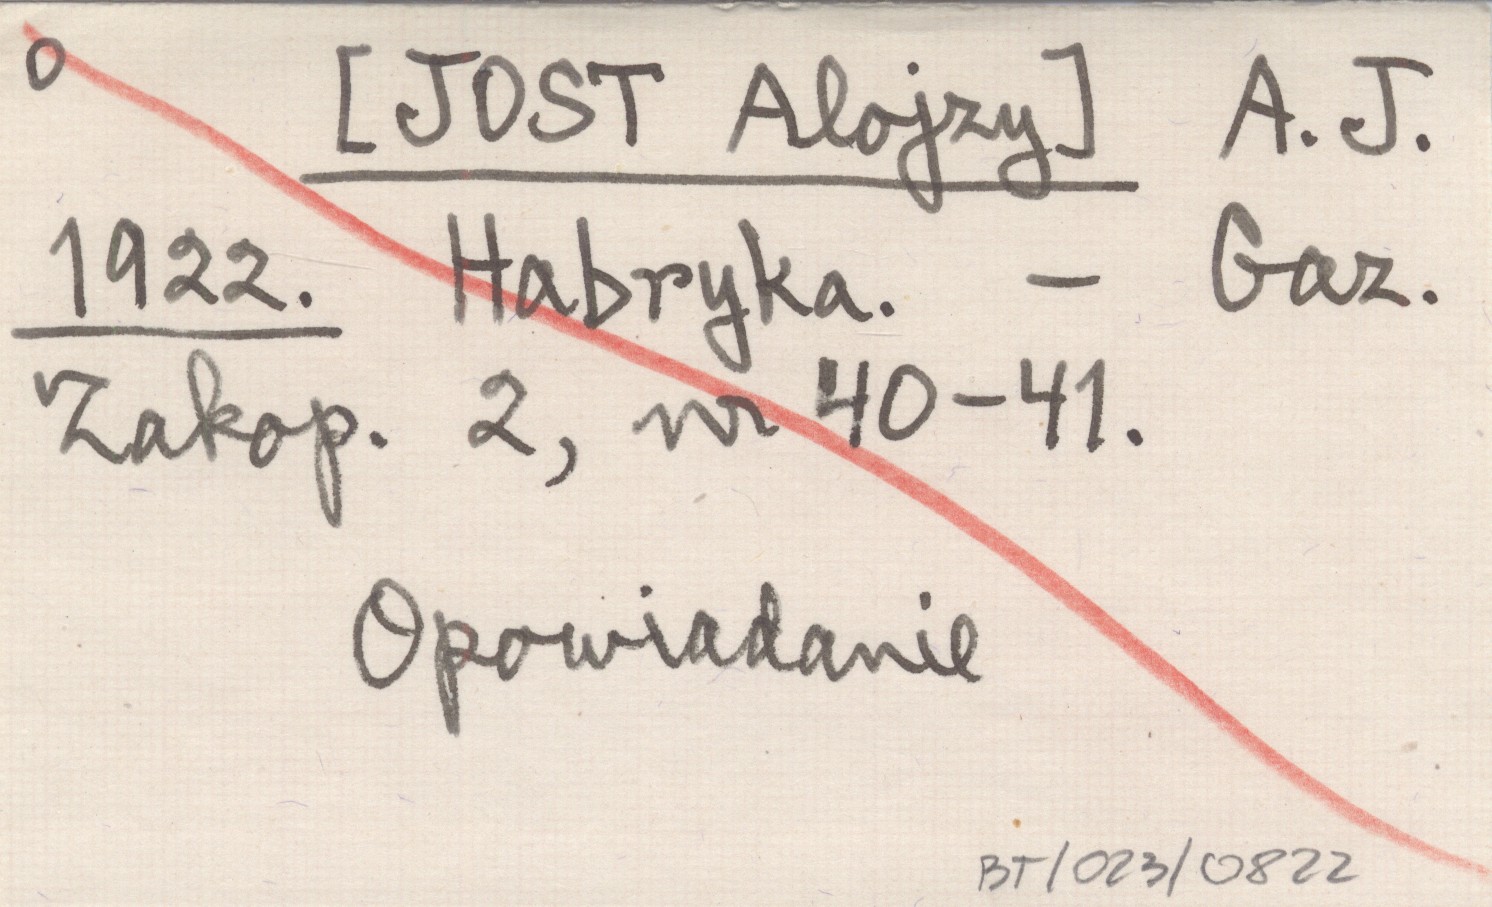 o [JOST Alojzy] A.J.
1922. Habryka. - Gaz.
Zakop. 2, nr 40-41.
Opowiadanie
BT/023/0822